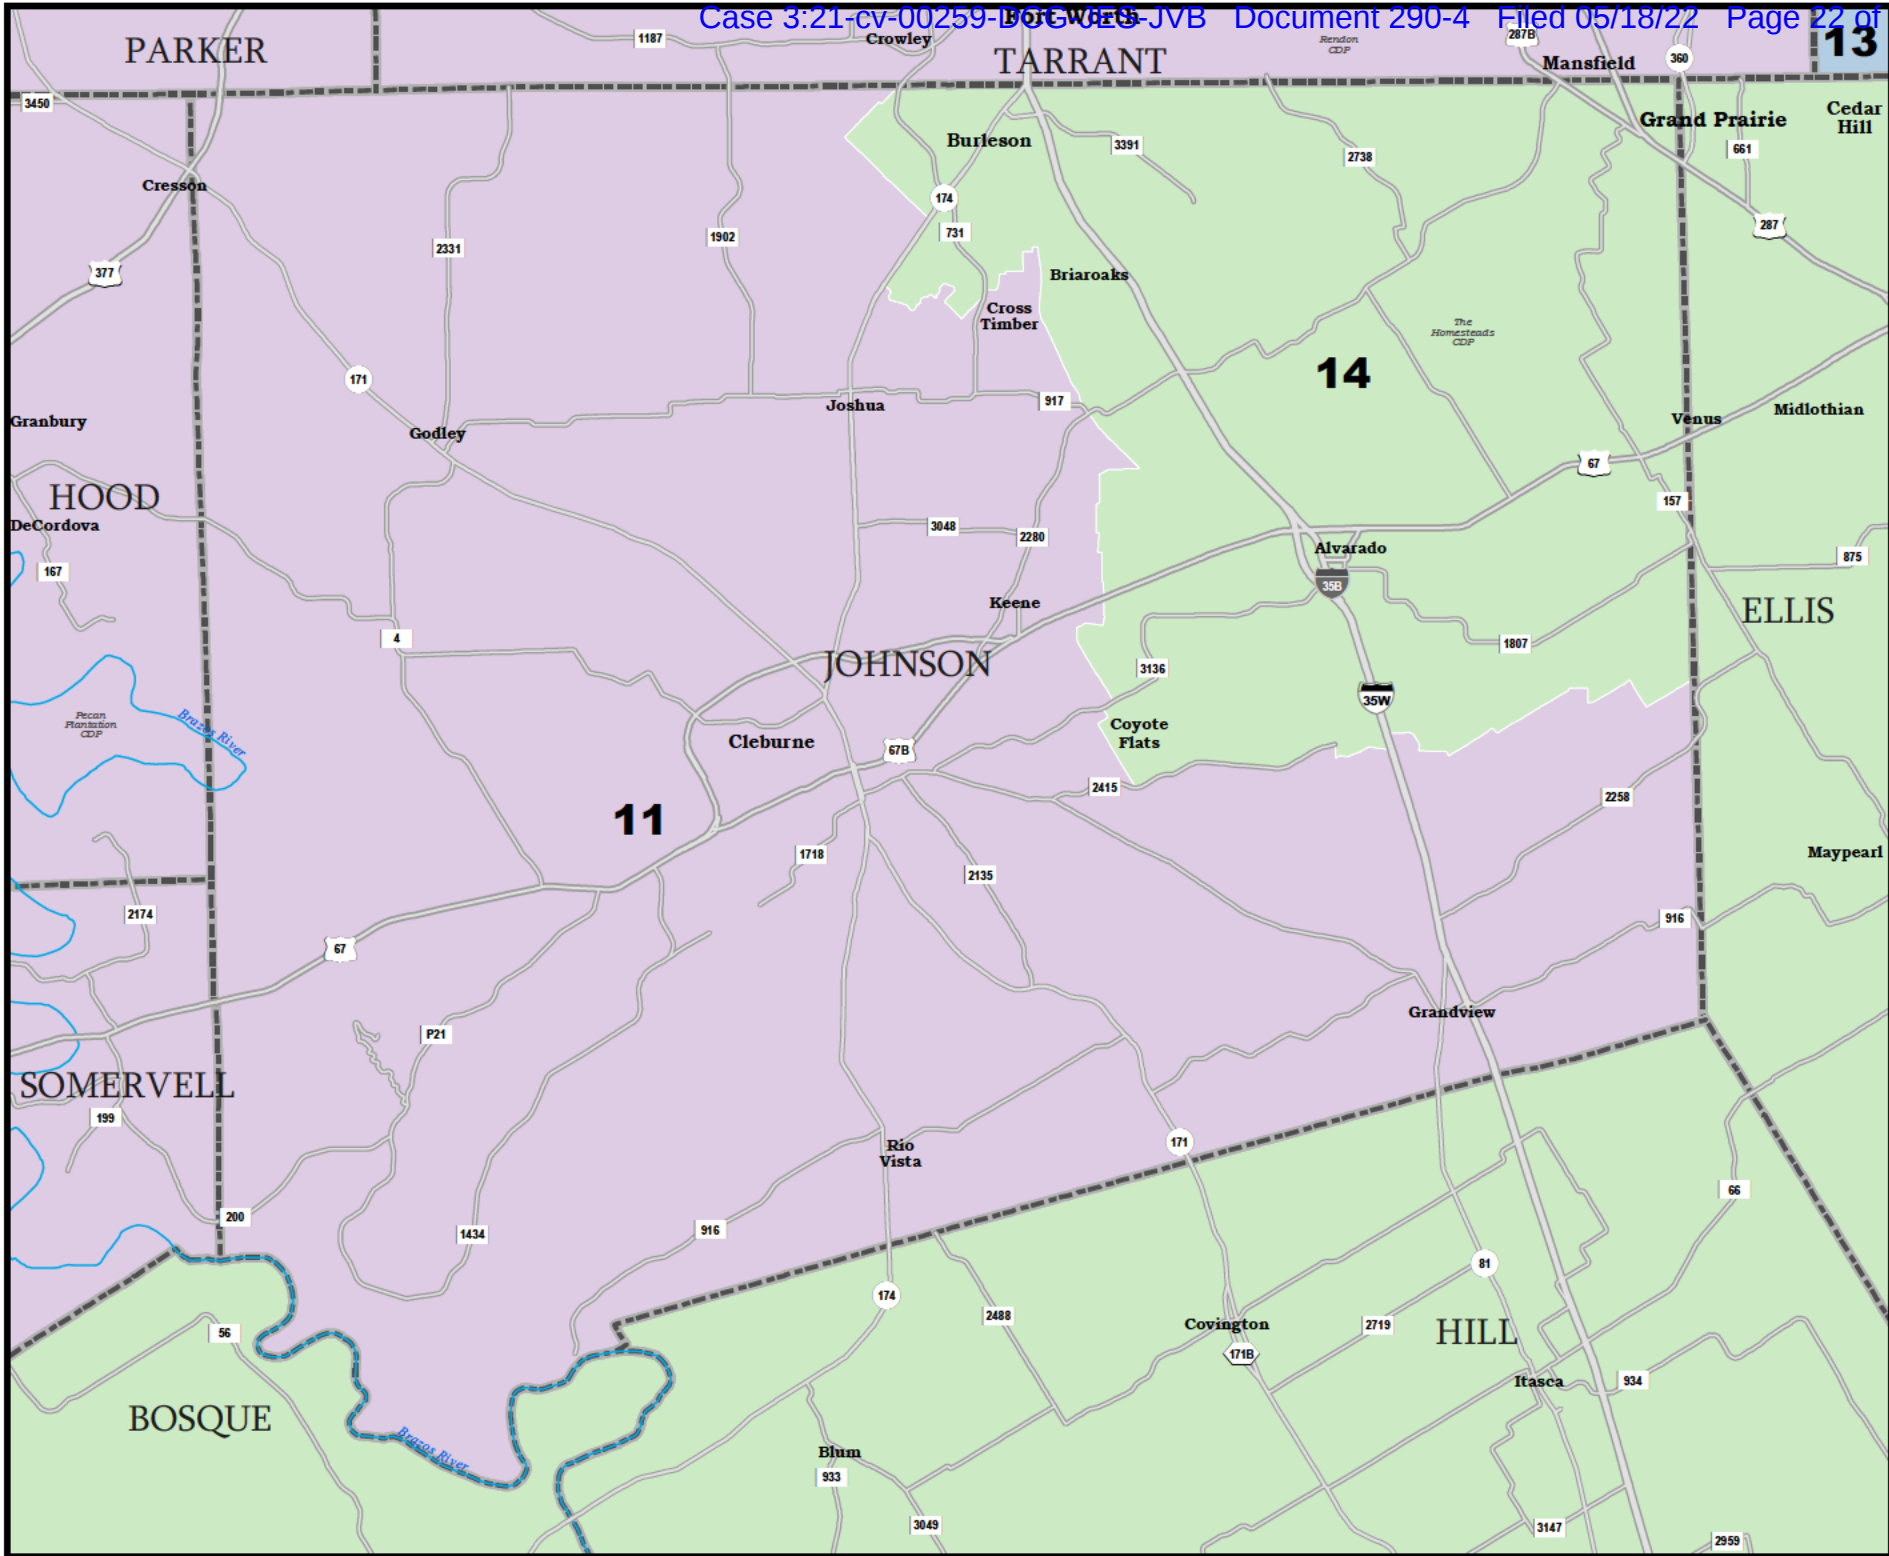 Case 3:21-cv-00259-DCG-JES-JVB Document 290-4 Filed 05/18/22 Page 22 of
Fort Worth
PARKER
1187
Crowley
TARRANT
Rendon
CDP
287B
Mansfield
360
13
3450
Cedar
Hill
Grand Prairie
Burleson
3391
2738
661
Cresson
174
731
287
2331
1902
377
Briaroaks
Cross
Timber
The
Homesteads
CDP
171
14
917
Joshua
Granbury
Godley
Venus
Midlothian
67
HOOD
157
DeCordova
3048
2280
Alvarado
875
167
35B
Keene
ELLIS
4
JOHNSON
1807
3136
35W
Pecan
Plantation
CDP
Brazos River
Coyote
Flats
Cleburne
67B
2415
2258
11
1718
Maypearl
2135
2174
916
67
Grandview
P21
SOMERVELL
199
Rio
Vista
171
66
200
1434
916
81
174
2488
56
Covington
2719
HILL
171B
Itasca
934
BOSQUE
Brazos River
Blum
933
3049
3147
2959